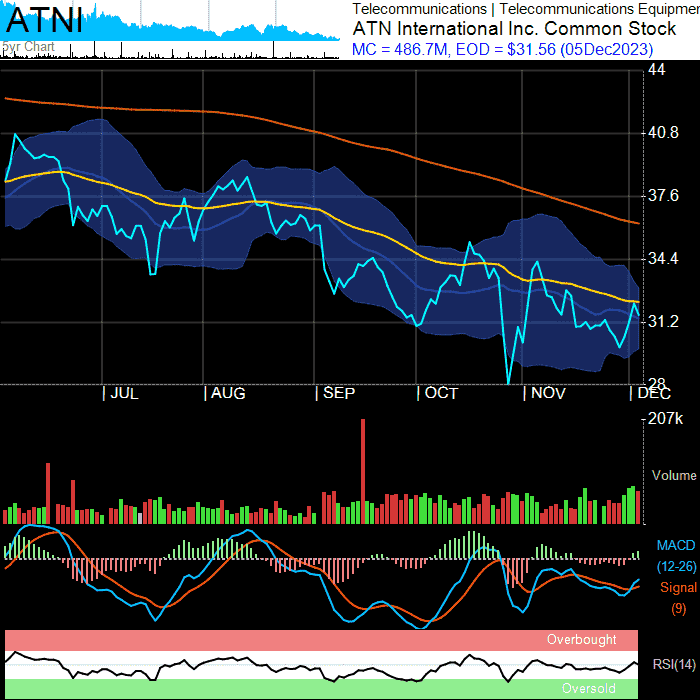 ATNI
5yr Chart
Telecommunications | Telecommunications Equipmen
ATN International Inc. Common Stock
MC = 486.7M, EOD = $31.56 (05Dec2023)
44
40.8
37.6
34.4
31.2
28
| JUL | AUG | SEP | OCT | NOV | DEC
207k
Volume
MACD
(12-26)
Signal
(9)
Overbought
RSI(14)
Oversold